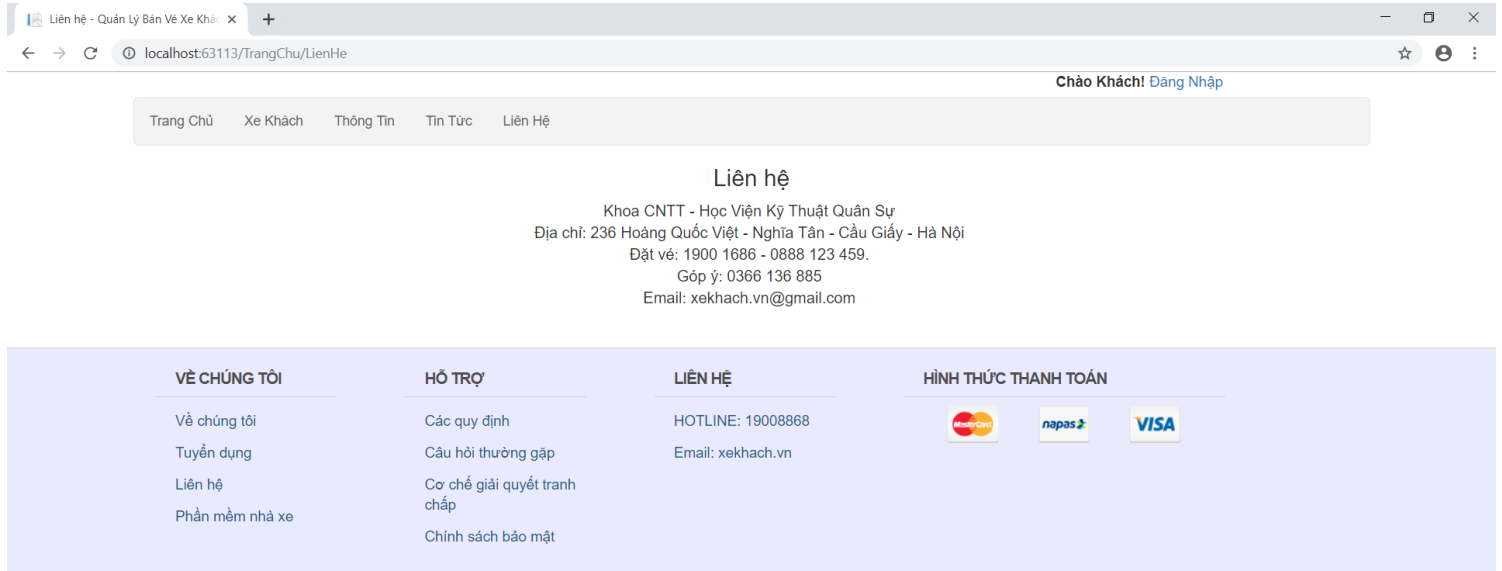 Liên hệ - Quản Lý Bán Vé Xe Khá
localhost:63113/TrangChu/LienHe
Chào Khách! Đăng Nhập
Trang Chủ Xe Khách Thông Tin Tin Tức Liên Hệ
Liên hệ
Khoa CNTT - Học Viện Kỹ Thuật Quân Sự
Địa chỉ: 236 Hoàng Quốc Việt - Nghĩa Tân - Cầu Giấy - Hà Nội
Đặt vé: 1900 1686 - 0888 123 459.
Góp ý: 0366 136 885
Email: xekhach.vn@gmail.com
VỀ CHÚNG TÔI
Về chúng tôi
Tuyển dụng
Liên hệ
Phần mềm nhà xe
HỖ TRỢ
Các quy định
Câu hỏi thường gặp
Cơ chế giải quyết tranh
chấp
Chính sách bảo mật
LIÊN HỆ
HOTLINE: 19008868
Email: xekhach.vn
HÌNH THỨC THANH TOÁN
MasterCard napas VISA